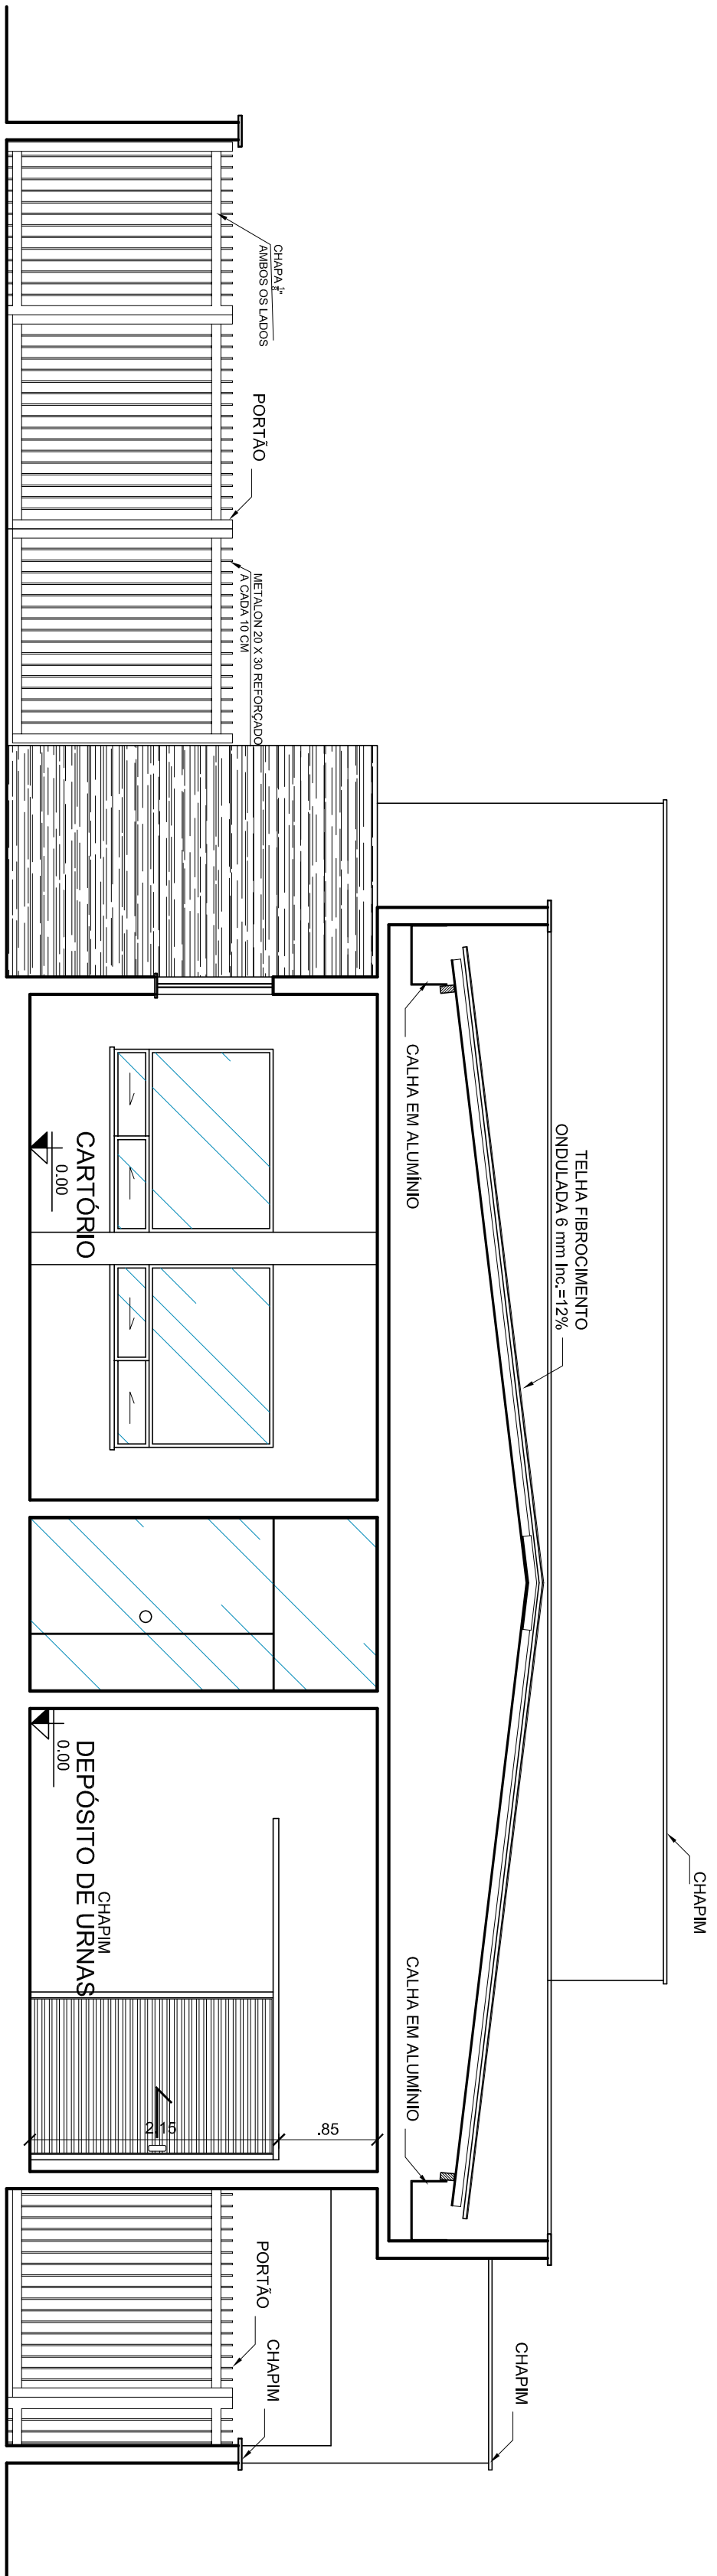 CHAPA 1/8"
AMBOS OS LADOS
PORTÃO
METALON 20 X 30 REFORÇADO
A CADA 10 CM
CALHA EM ALUMÍNIO
TELHA FIBROCIMENTO
ONDULADA 6 mm Inc.=12%
CARTÓRIO
0.00
CHAPIM
CALHA EM ALUMÍNIO
CHAPIM
DEPÓSITO DE URNAS
0.00
2.15
.85
PORTÃO
CHAPIM
CHAPIM